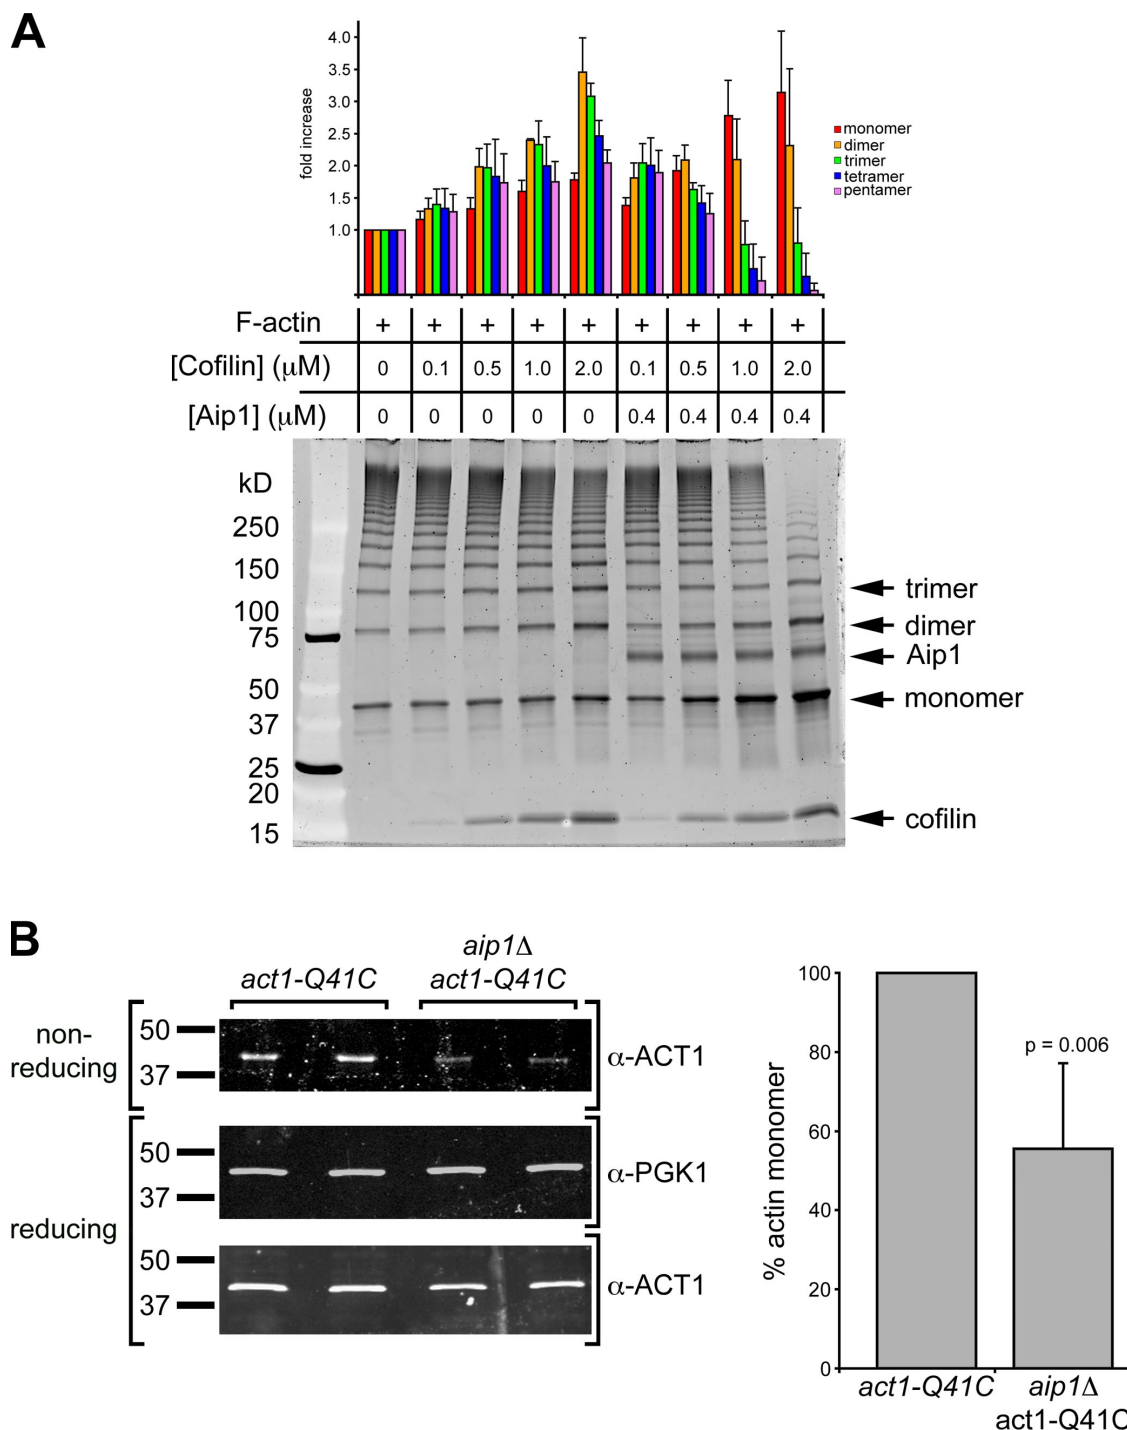 A
4.0
3.5
3.0
2.5
2.0
1.5
1.0
fold increase
monomer
dimer
trimer
tetramer
pentamer
F-actin + + + + + + + + +
[Cofilin] (μM) 0 0.1 0.5 1.0 2.0 0.1 0.5 1.0 2.0
[Aip1] (μM) 0 0 0 0 0 0.4 0.4 0.4 0.4
kD
250
150
100
75
50
37
25
20
15
trimer
dimer
Aip1
monomer
cofilin
B
act1-Q41C
aip1Δ
act1-Q41C
non-
reducing
50
37
α-ACT1
reducing
50
37
α-PGK1
50
37
α-ACT1
% actin monomer
100
80
60
40
20
0
p = 0.006
act1-Q41C
aip1Δ
act1-Q41C